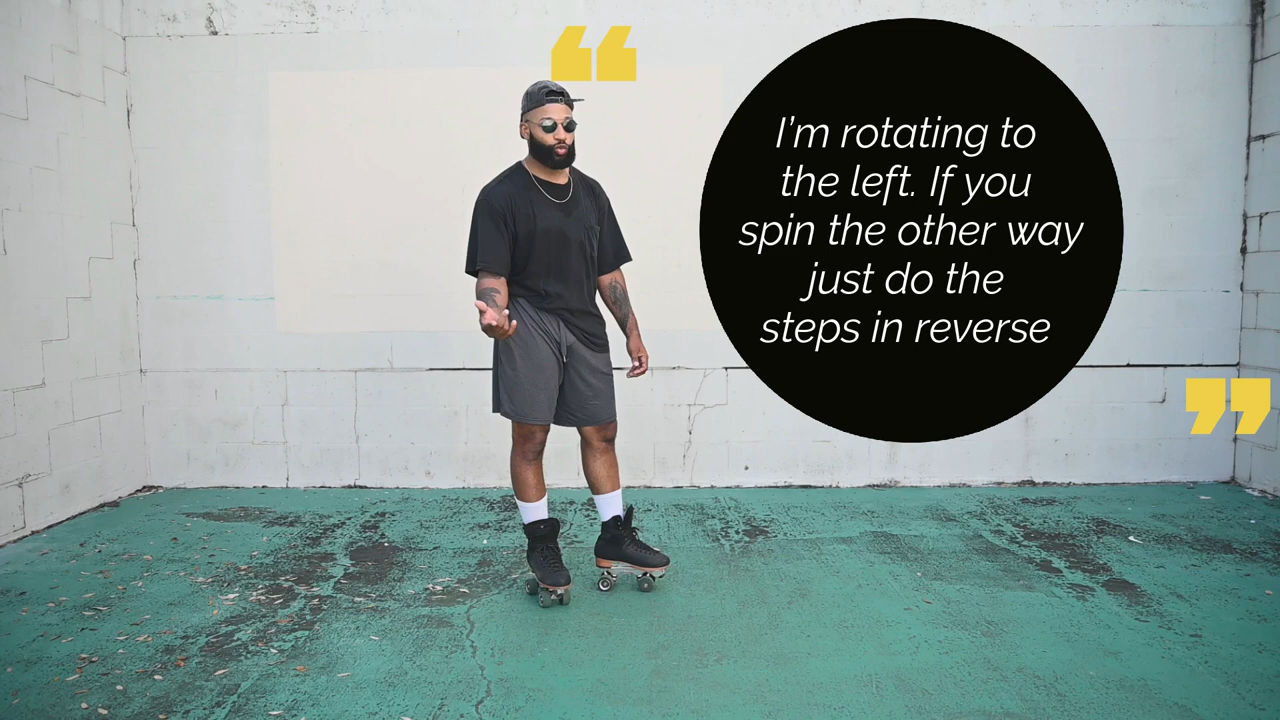 “
I’m rotating to
the left. If you
spin the other way
just do the
steps in reverse
”